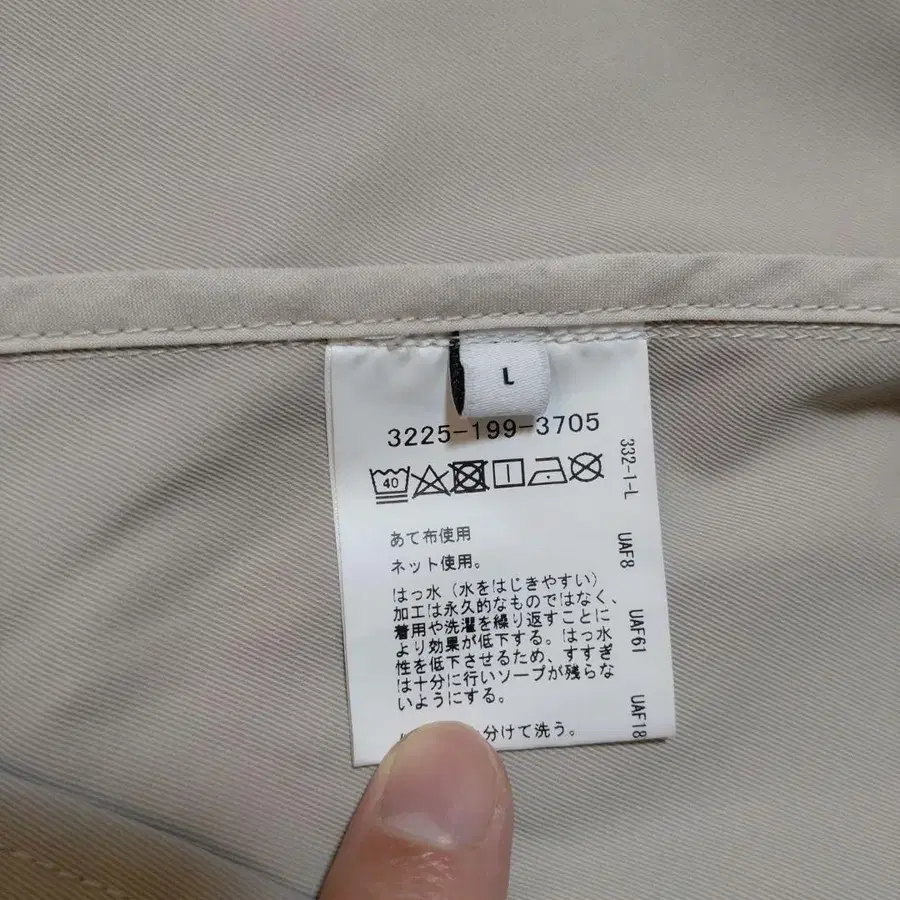 L
3225-199-3705
40
332-1-L
UAF8
UAF61
UAF18
あて布使用
ネット使用。
はっ水（水をはじきやすい）
加工は永久的なものではなく、
着用や洗濯を繰り返すことに
より効果が低下する。はっ水
性を低下させるため、すすぎ
は十分に行いソープが残らな
いようにする。
分けて洗う。